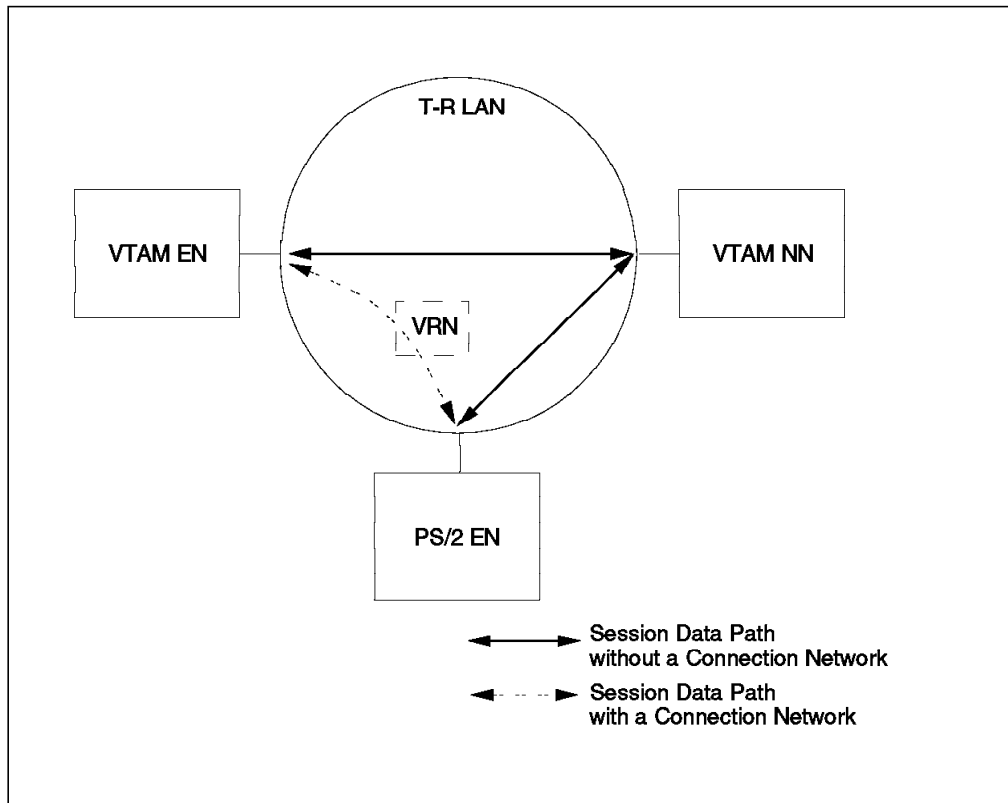 T-R LAN
VTAM EN
VTAM NN
VRN
PS/2 EN
Session Data Path
without a Connection Network
Session Data Path
with a Connection Network